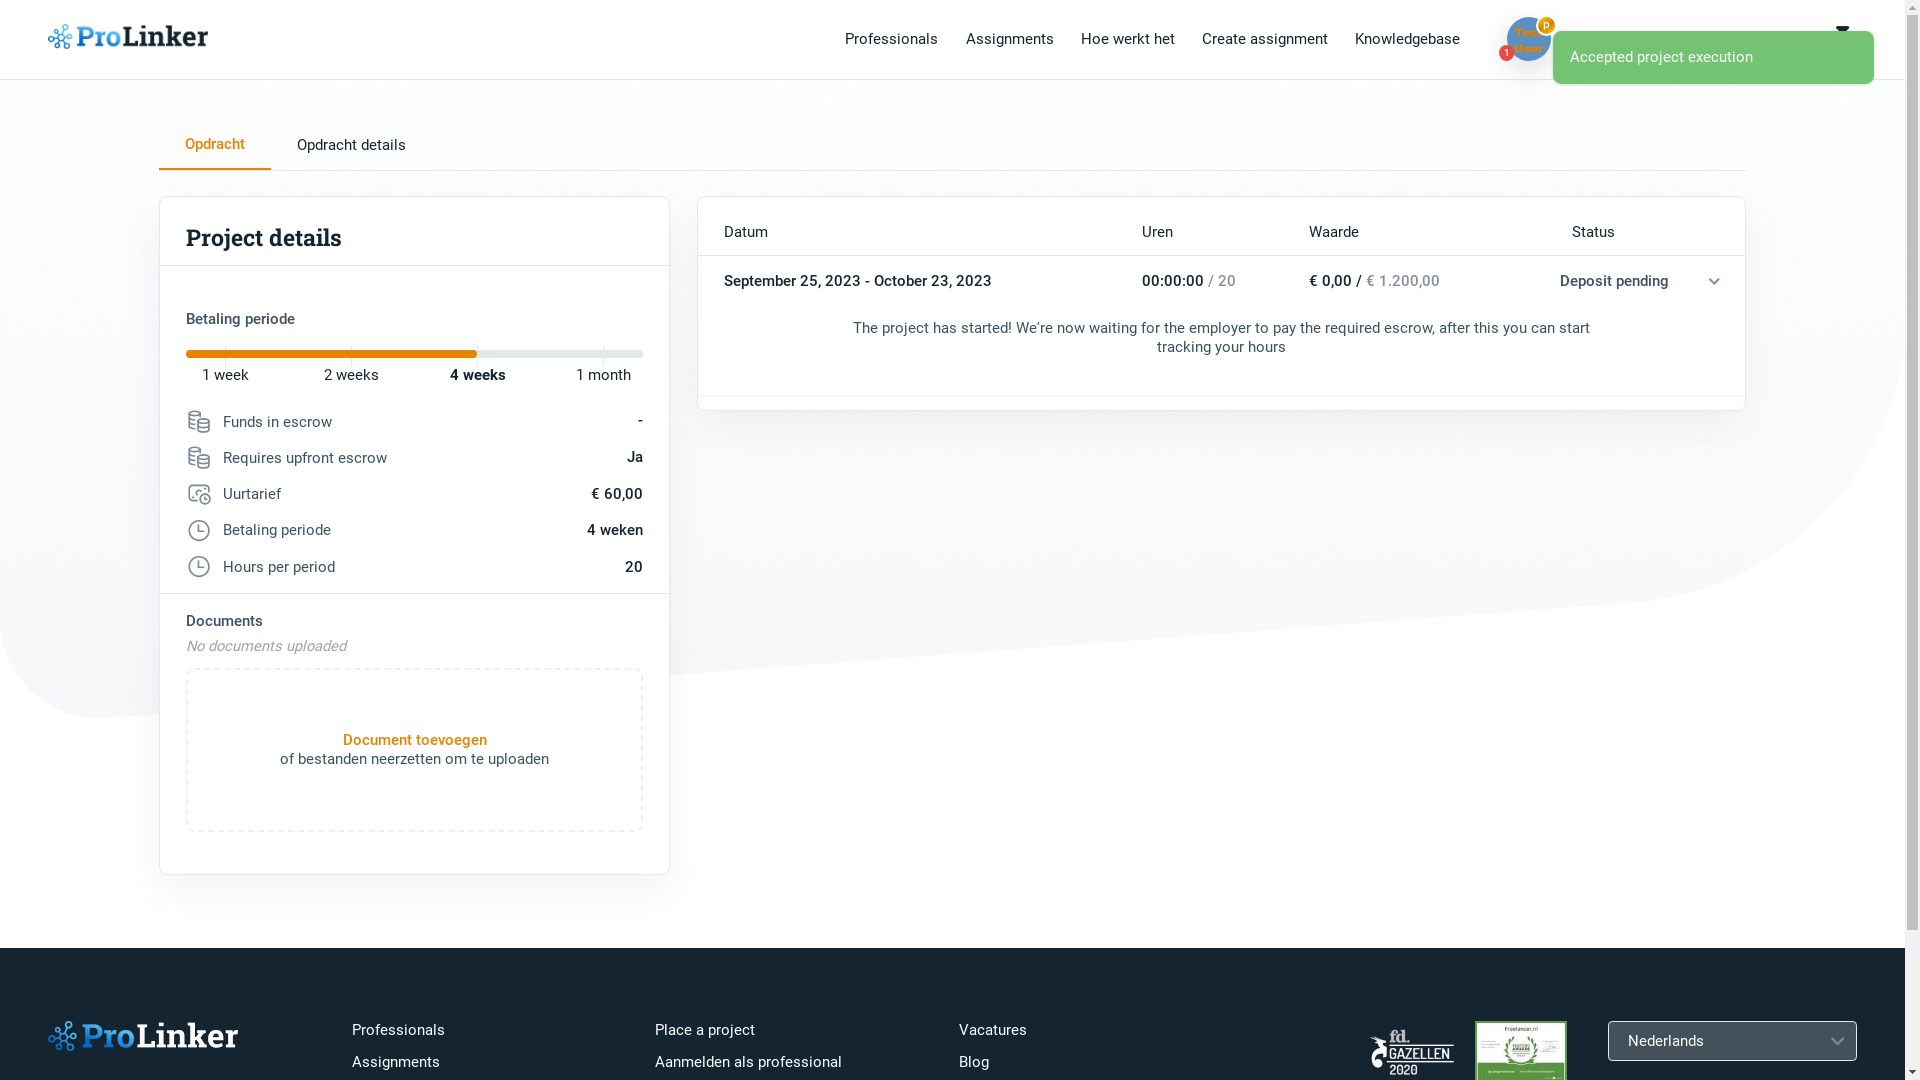 ProLinker
Professionals
Assignments
Hoe werkt het
Create assignment
Knowledgebase
Test
User
P
1
Accepted project execution
Opdracht
Opdracht details
Project details
Betaling periode
1 week
2 weeks
4 weeks
1 month
Funds in escrow -
Requires upfront escrow Ja
Uurtarief € 60,00
Betaling periode 4 weken
Hours per period 20
Documents
No documents uploaded
Document toevoegen
of bestanden neerzetten om te uploaden
Datum Uren Waarde Status
September 25, 2023 - October 23, 2023 00:00:00 / 20 € 0,00 / € 1.200,00 Deposit pending
The project has started! We're now waiting for the employer to pay the required escrow, after this you can start
tracking your hours
ProLinker
Professionals
Assignments
Place a project
Aanmelden als professional
Vacatures
Blog
fd.
GAZELLEN
2020
Freelancer.nl
Nederlands